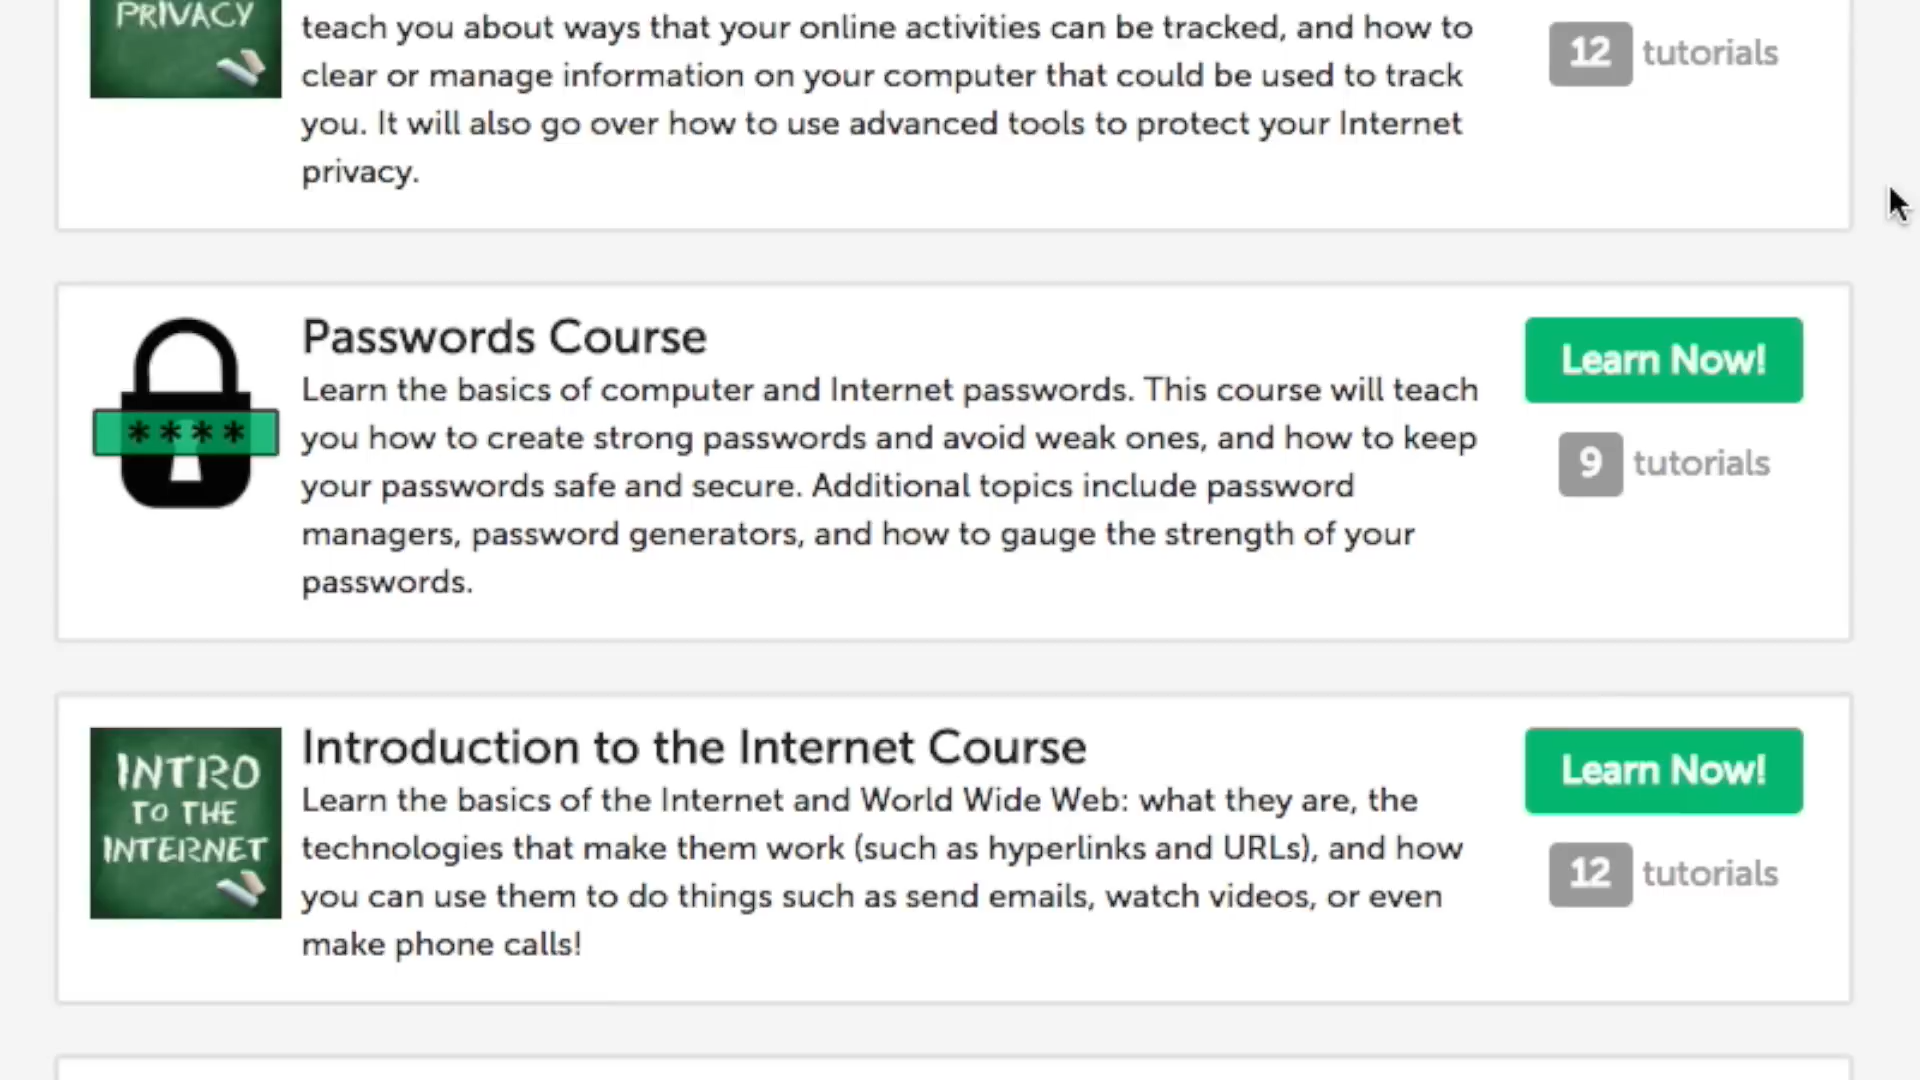 PRIVACY
teach you about ways that your online activities can be tracked, and how to
clear or manage information on your computer that could be used to track
you. It will also go over how to use advanced tools to protect your Internet
privacy.
12 tutorials
Passwords Course
Learn the basics of computer and Internet passwords. This course will teach
you how to create strong passwords and avoid weak ones, and how to keep
your passwords safe and secure. Additional topics include password
managers, password generators, and how to gauge the strength of your
passwords.
****
Learn Now!
9 tutorials
INTRO
TO THE
INTERNET
Introduction to the Internet Course
Learn the basics of the Internet and World Wide Web: what they are, the
technologies that make them work (such as hyperlinks and URLs), and how
you can use them to do things such as send emails, watch videos, or even
make phone calls!
Learn Now!
12 tutorials